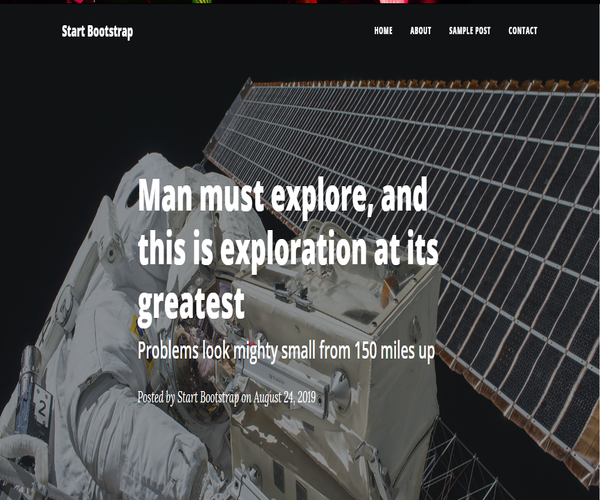 Start Bootstrap
HOME ABOUT SAMPLE POST CONTACT
Man must explore, and
this is exploration at its
greatest
Problems look mighty small from 150 miles up
Posted by Start Bootstrap on August 24, 2019
2